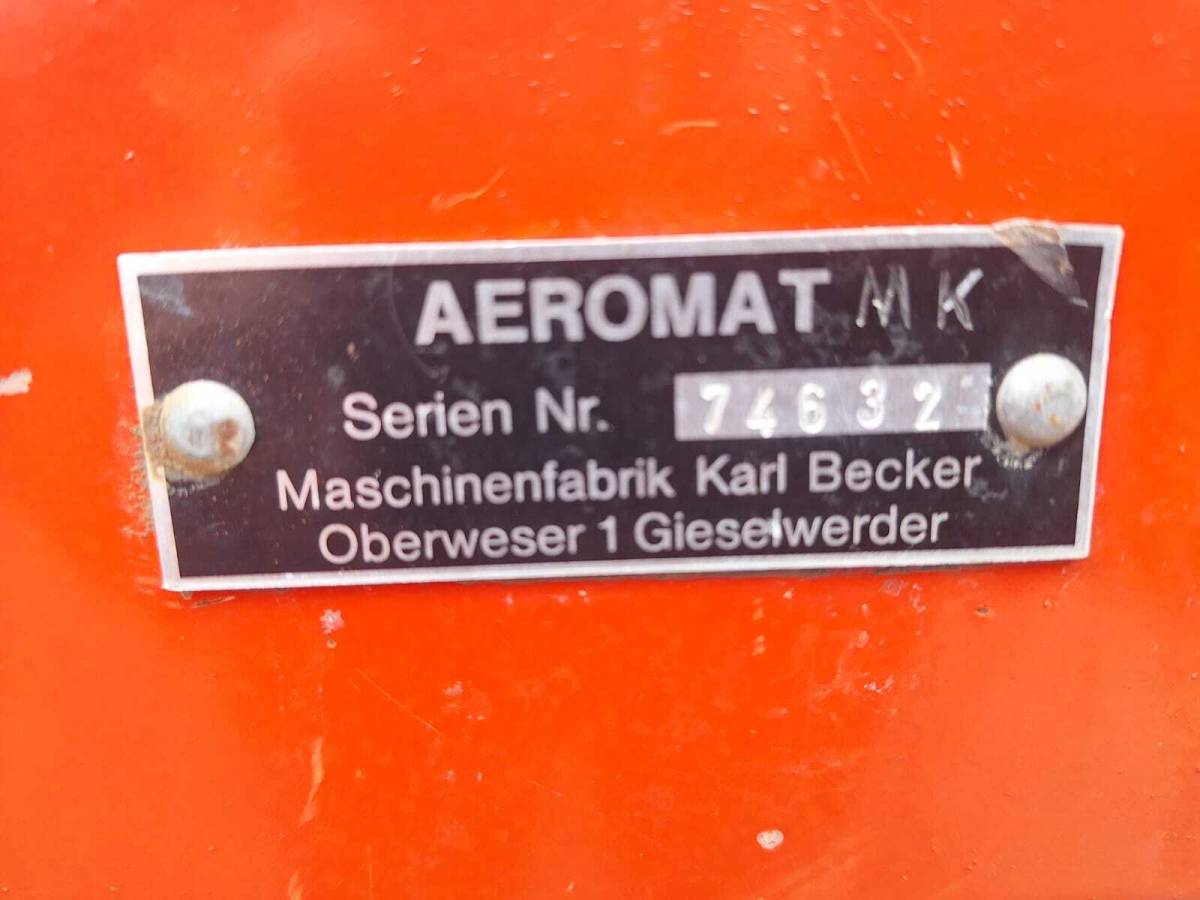 AEROMAT MK
Serien Nr. 74632
Maschinenfabrik Karl Becker
Oberweser 1 Gieselwerder